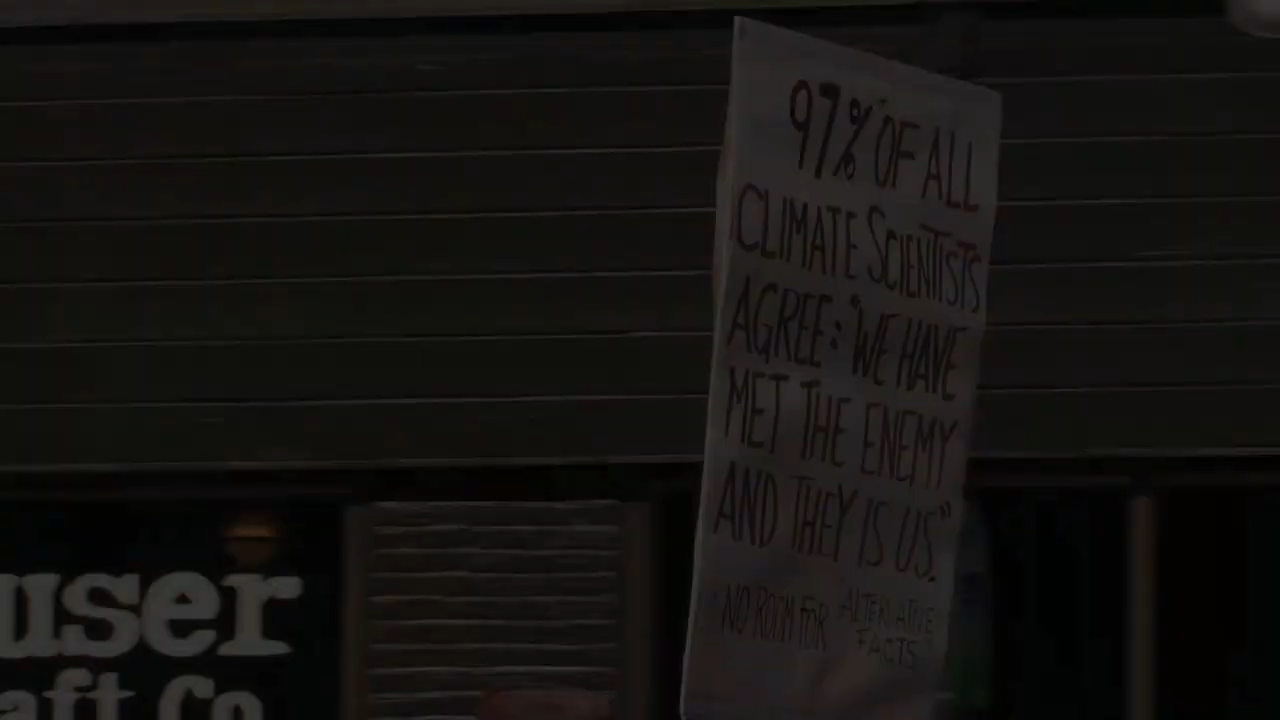 97% OF ALL
CLIMATE SCIENTISTS
AGREE: "WE HAVE
MET THE ENEMY
AND THEY IS US."
NO ROOM FOR ALTERNATIVE
FACTS
user
aft Co